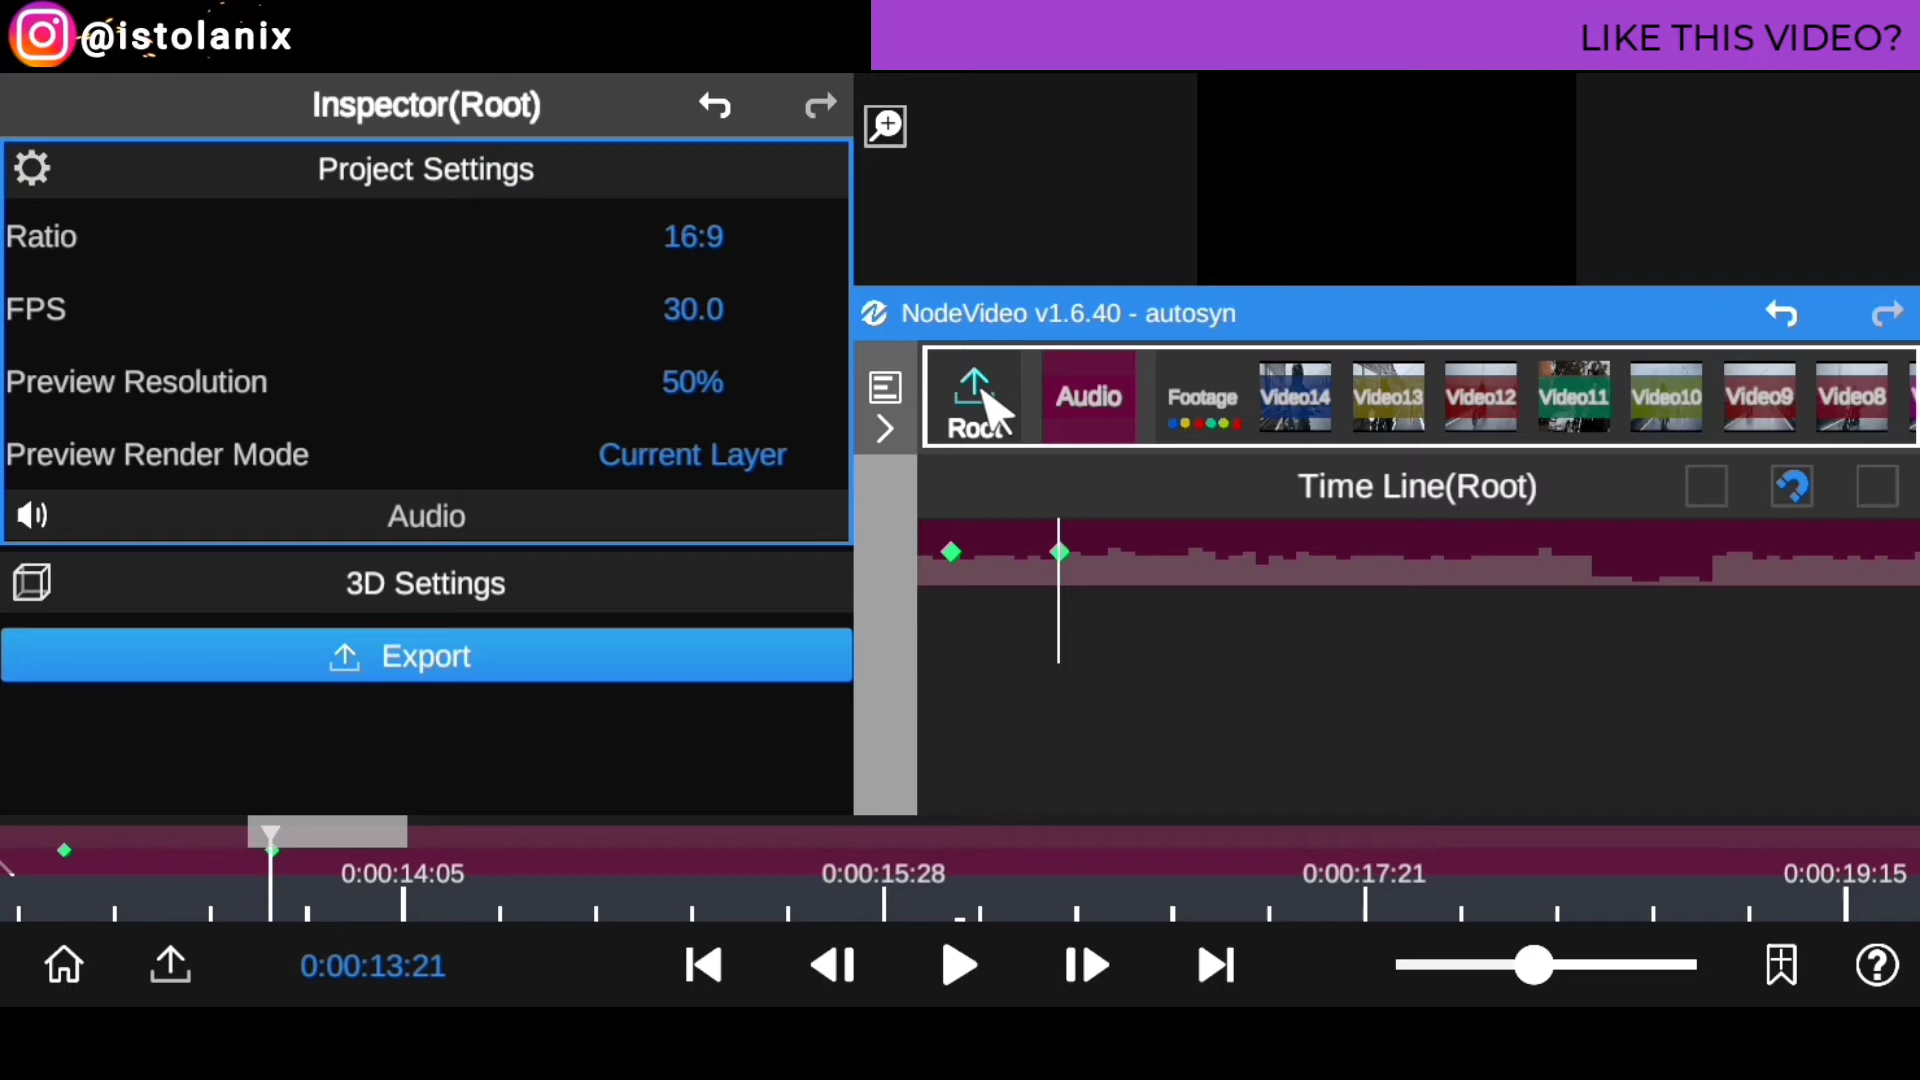 @istolanix
LIKE THIS VIDEO?
Inspector(Root)
Project Settings
Ratio 16:9
FPS 30.0
Preview Resolution 50%
Preview Render Mode Current Layer
Audio
3D Settings
Export
NodeVideo v1.6.40 - autosyn
Root Audio Footage Video14 Video13 Video12 Video11 Video10 Video9 Video8
Time Line(Root)
0:00:14:05 0:00:15:28 0:00:17:21 0:00:19:15
0:00:13:21